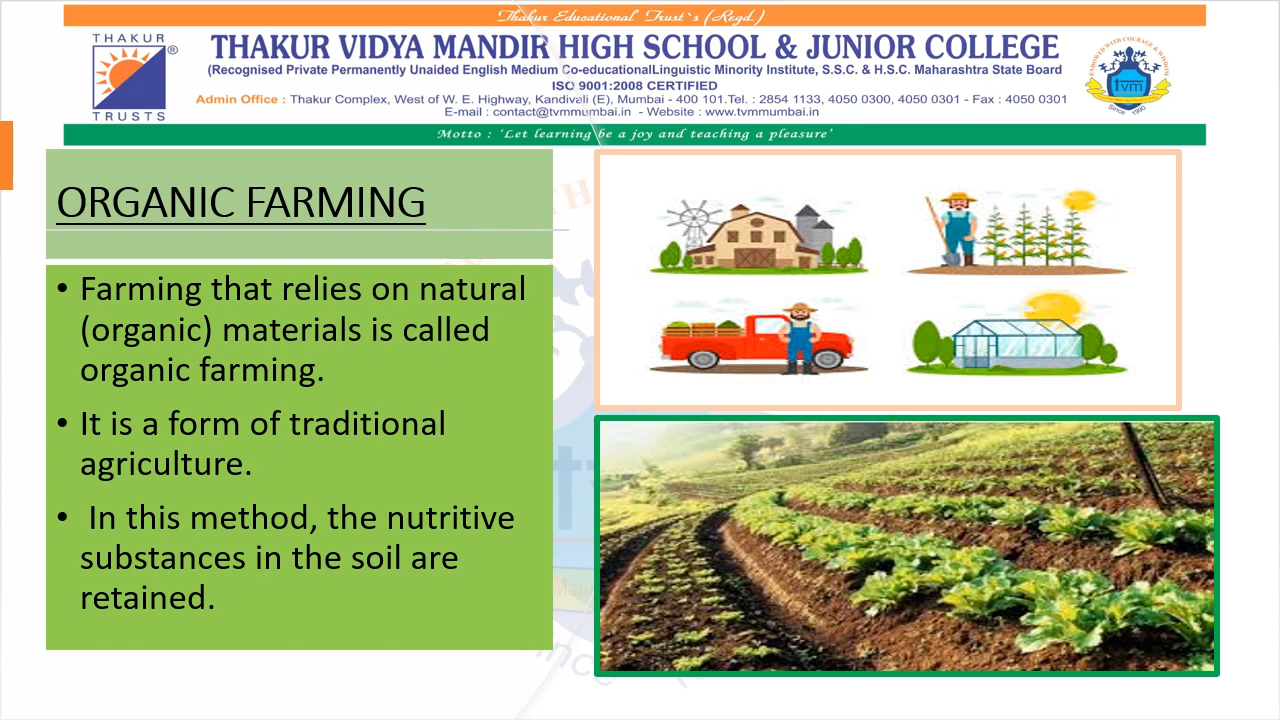 Thakur Educational Trust`s (Regd.)
THAKUR
®
TRUSTS
THAKUR VIDYA MANDIR HIGH SCHOOL & JUNIOR COLLEGE
(Recognised Private Permanently Unaided English Medium Co-educationalLinguistic Minority Institute, S.S.C. & H.S.C. Maharashtra State Board
ISO 9001:2008 CERTIFIED
Admin Office : Thakur Complex, West of W. E. Highway, Kandivali (E), Mumbai - 400 101.Tel. : 2854 1133, 4050 0300, 4050 0301 - Fax : 4050 0301
E-mail : contact@tvmmumbai.in - Website : www.tvmmumbai.in
tvm
Since 1990
Motto : ‘Let learning be a joy and teaching a pleasure’
ORGANIC FARMING
• Farming that relies on natural
(organic) materials is called
organic farming.
• It is a form of traditional
agriculture.
• In this method, the nutritive
substances in the soil are
retained.